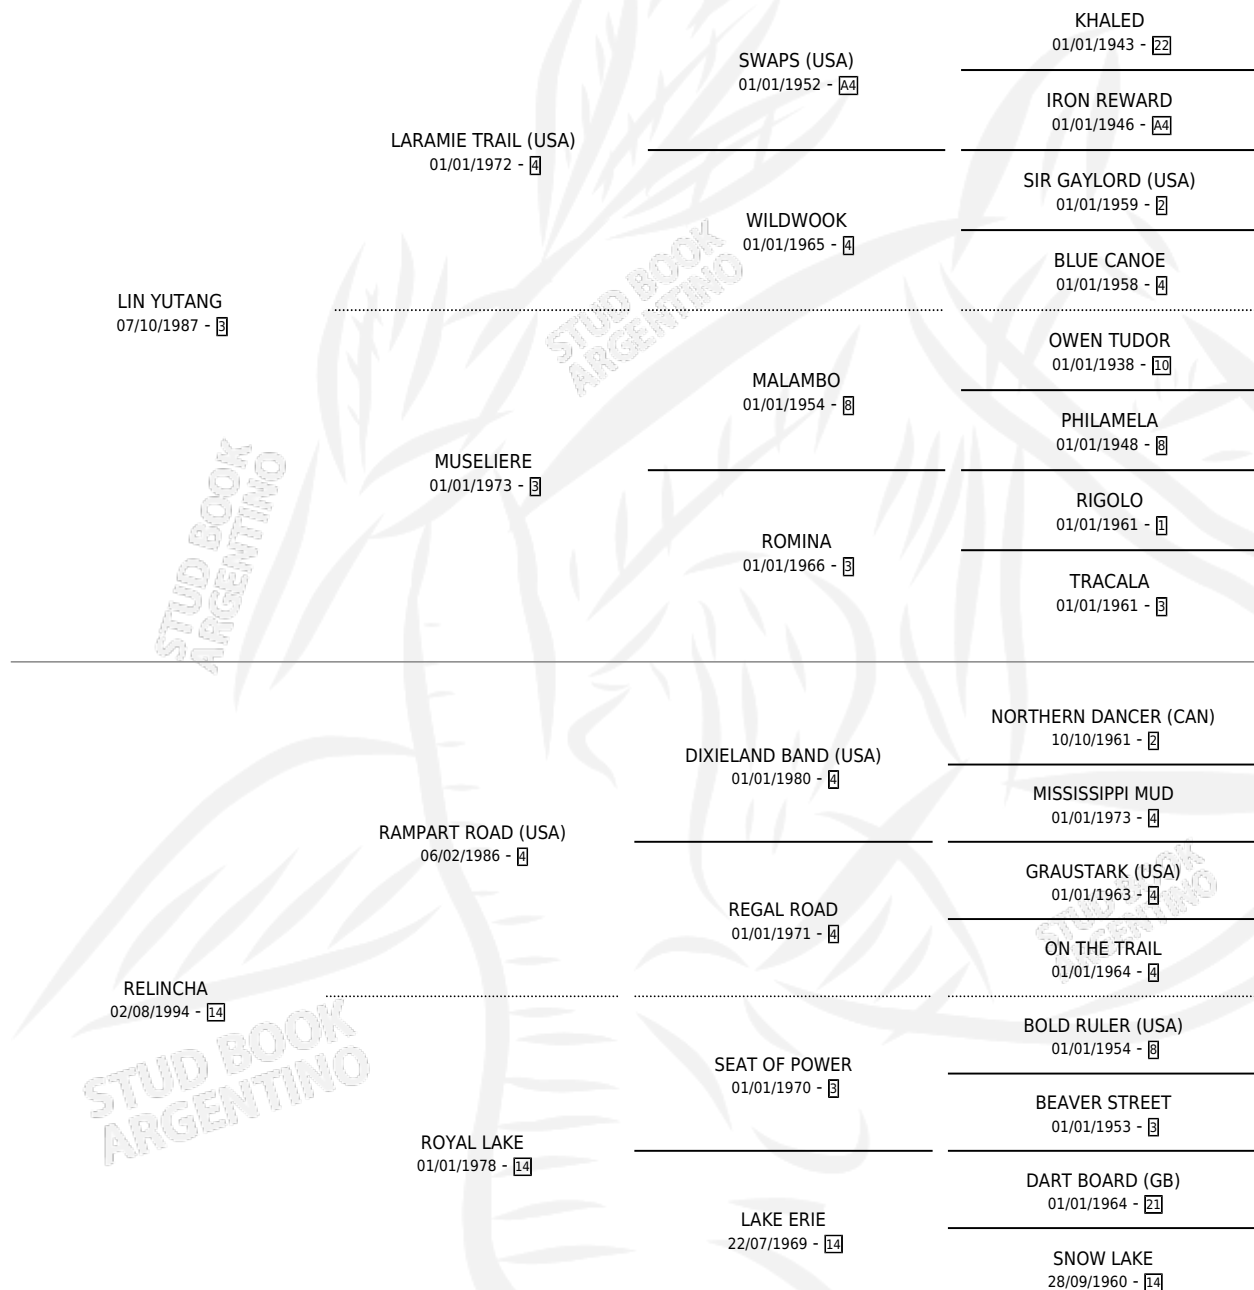 KHALED
01/01/1943 - 22
SWAPS (USA)
01/01/1952 - A4
IRON REWARD
01/01/1946 - A4
LARAMIE TRAIL (USA)
01/01/1972 - 4
SIR GAYLORD (USA)
01/01/1959 - 2
WILDWOOK
01/01/1965 - 4
BLUE CANOE
01/01/1958 - 4
LIN YUTANG
07/10/1987 - 3
OWEN TUDOR
01/01/1938 - 10
MALAMBO
01/01/1954 - 8
PHILAMELA
01/01/1948 - 8
MUSELIERE
01/01/1973 - 3
RIGOLO
01/01/1961 - 1
ROMINA
01/01/1966 - 3
TRACALA
01/01/1961 - 3
NORTHERN DANCER (CAN)
10/10/1961 - 2
DIXIELAND BAND (USA)
01/01/1980 - 4
MISSISSIPPI MUD
01/01/1973 - 4
RAMPART ROAD (USA)
06/02/1986 - 4
GRAUSTARK (USA)
01/01/1963 - 4
REGAL ROAD
01/01/1971 - 4
ON THE TRAIL
01/01/1964 - 4
RELINCHA
02/08/1994 - 14
BOLD RULER (USA)
01/01/1954 - 8
SEAT OF POWER
01/01/1970 - 3
BEAVER STREET
01/01/1953 - 3
ROYAL LAKE
01/01/1978 - 14
DART BOARD (GB)
01/01/1964 - 21
LAKE ERIE
22/07/1969 - 14
SNOW LAKE
28/09/1960 - 14
STUD BOOK
ARGENTINO
STUD BOOK
ARGENTINO
STUD BOOK
ARGENTINO
STUD BOOK
ARGENTINO